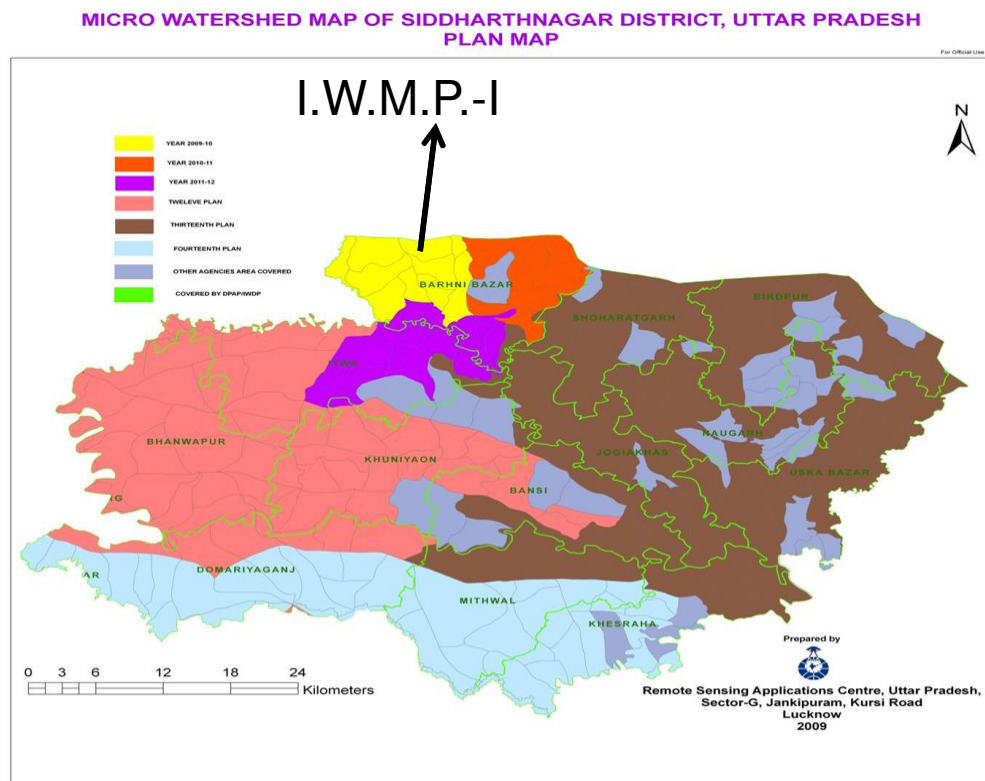 MICRO WATERSHED MAP OF SIDDHARTHNAGAR DISTRICT, UTTAR PRADESH
PLAN MAP
For Official Use
I.W.M.P.-I
N
YEAR 2009-10
YEAR 2010-11
YEAR 2011-12
TWELEVE PLAN
THIRTEENTH PLAN
FOURTEENTH PLAN
OTHER AGENCIES AREA COVERED
COVERED BY DPAP/IWDP
BARHNI BAZAR
BIRDPUR
SHOHARATGARH
BHANWAPUR
KHUNIYAON
JOGIAKHAS
NAUGARH
USKA BAZAR
BANSI
DOMARIYAGANJ
AR
MITHWAL
KHESRAHA
0 3 6 12 18 24
Kilometers
Prepared by
Remote Sensing Applications Centre, Uttar Pradesh,
Sector-G, Jankipuram, Kursi Road
Lucknow
2009